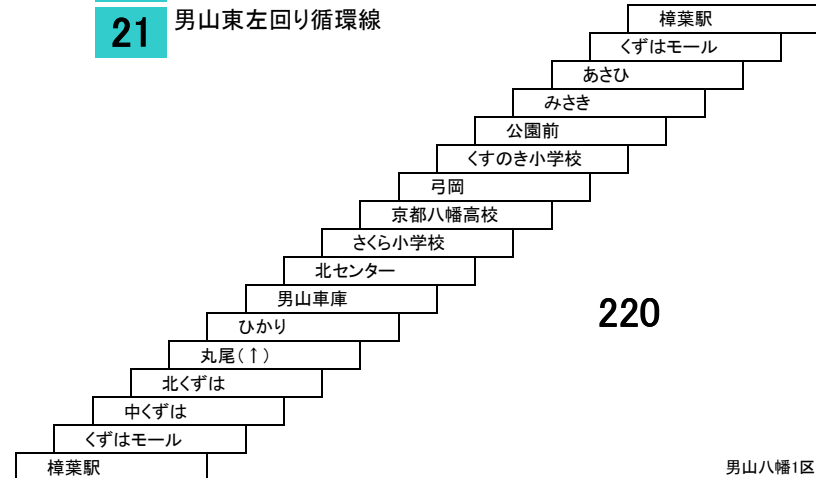 21 男山東左回り循環線
樟葉駅
くずはモール
あさひ
みさき
公園前
くすのき小学校
弓岡
京都八幡高校
さくら小学校
北センター
男山車庫
ひかり
丸尾(↑)
北くずは
中くずは
くずはモール
樟葉駅
220
男山八幡1区